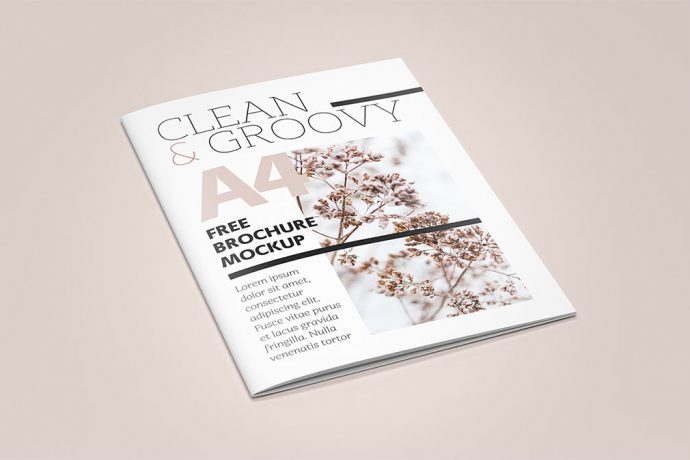 CLEAN
& GROOVY
A4
FREE
BROCHURE
MOCKUP
Lorem ipsum
dolor sit amet,
consectetur
adipiscing elit.
Fusce vitae purus
et lacus gravida
fringilla. Nulla
venenatis tortor